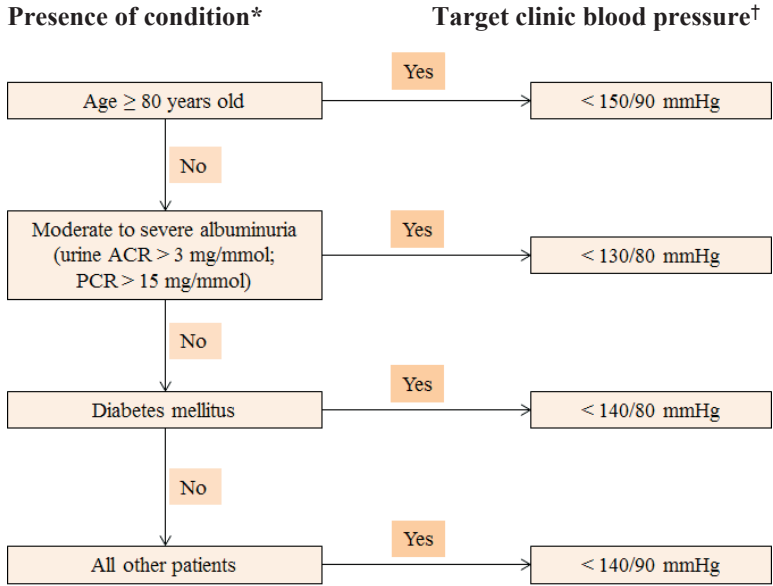 Presence of condition*
Target clinic blood pressure†
Yes
Age ≥ 80 years old
< 150/90 mmHg
No
Moderate to severe albuminuria
(urine ACR > 3 mg/mmol;
PCR > 15 mg/mmol)
Yes
< 130/80 mmHg
No
Yes
Diabetes mellitus
< 140/80 mmHg
No
Yes
All other patients
< 140/90 mmHg